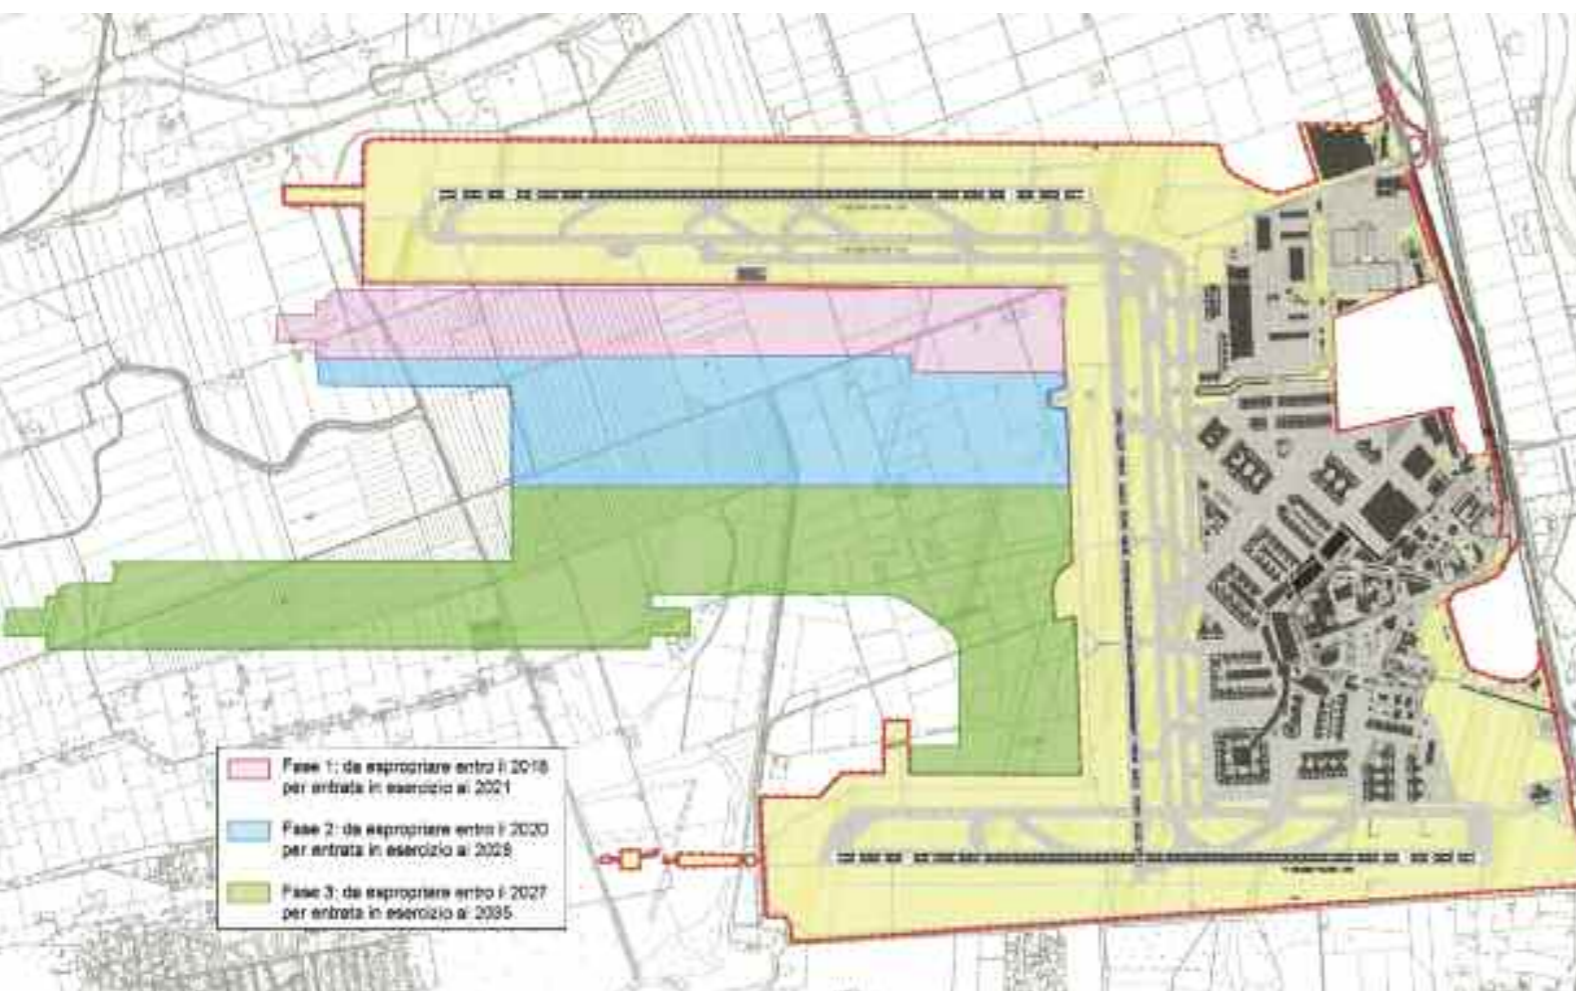 Fase 1: da espropriare entro il 2018
per entrata in esercizio al 2021
Fase 2: da espropriare entro il 2020
per entrata in esercizio al
Fase 3: da espropriare entro il 2027
per entrata in esercizio al 2035